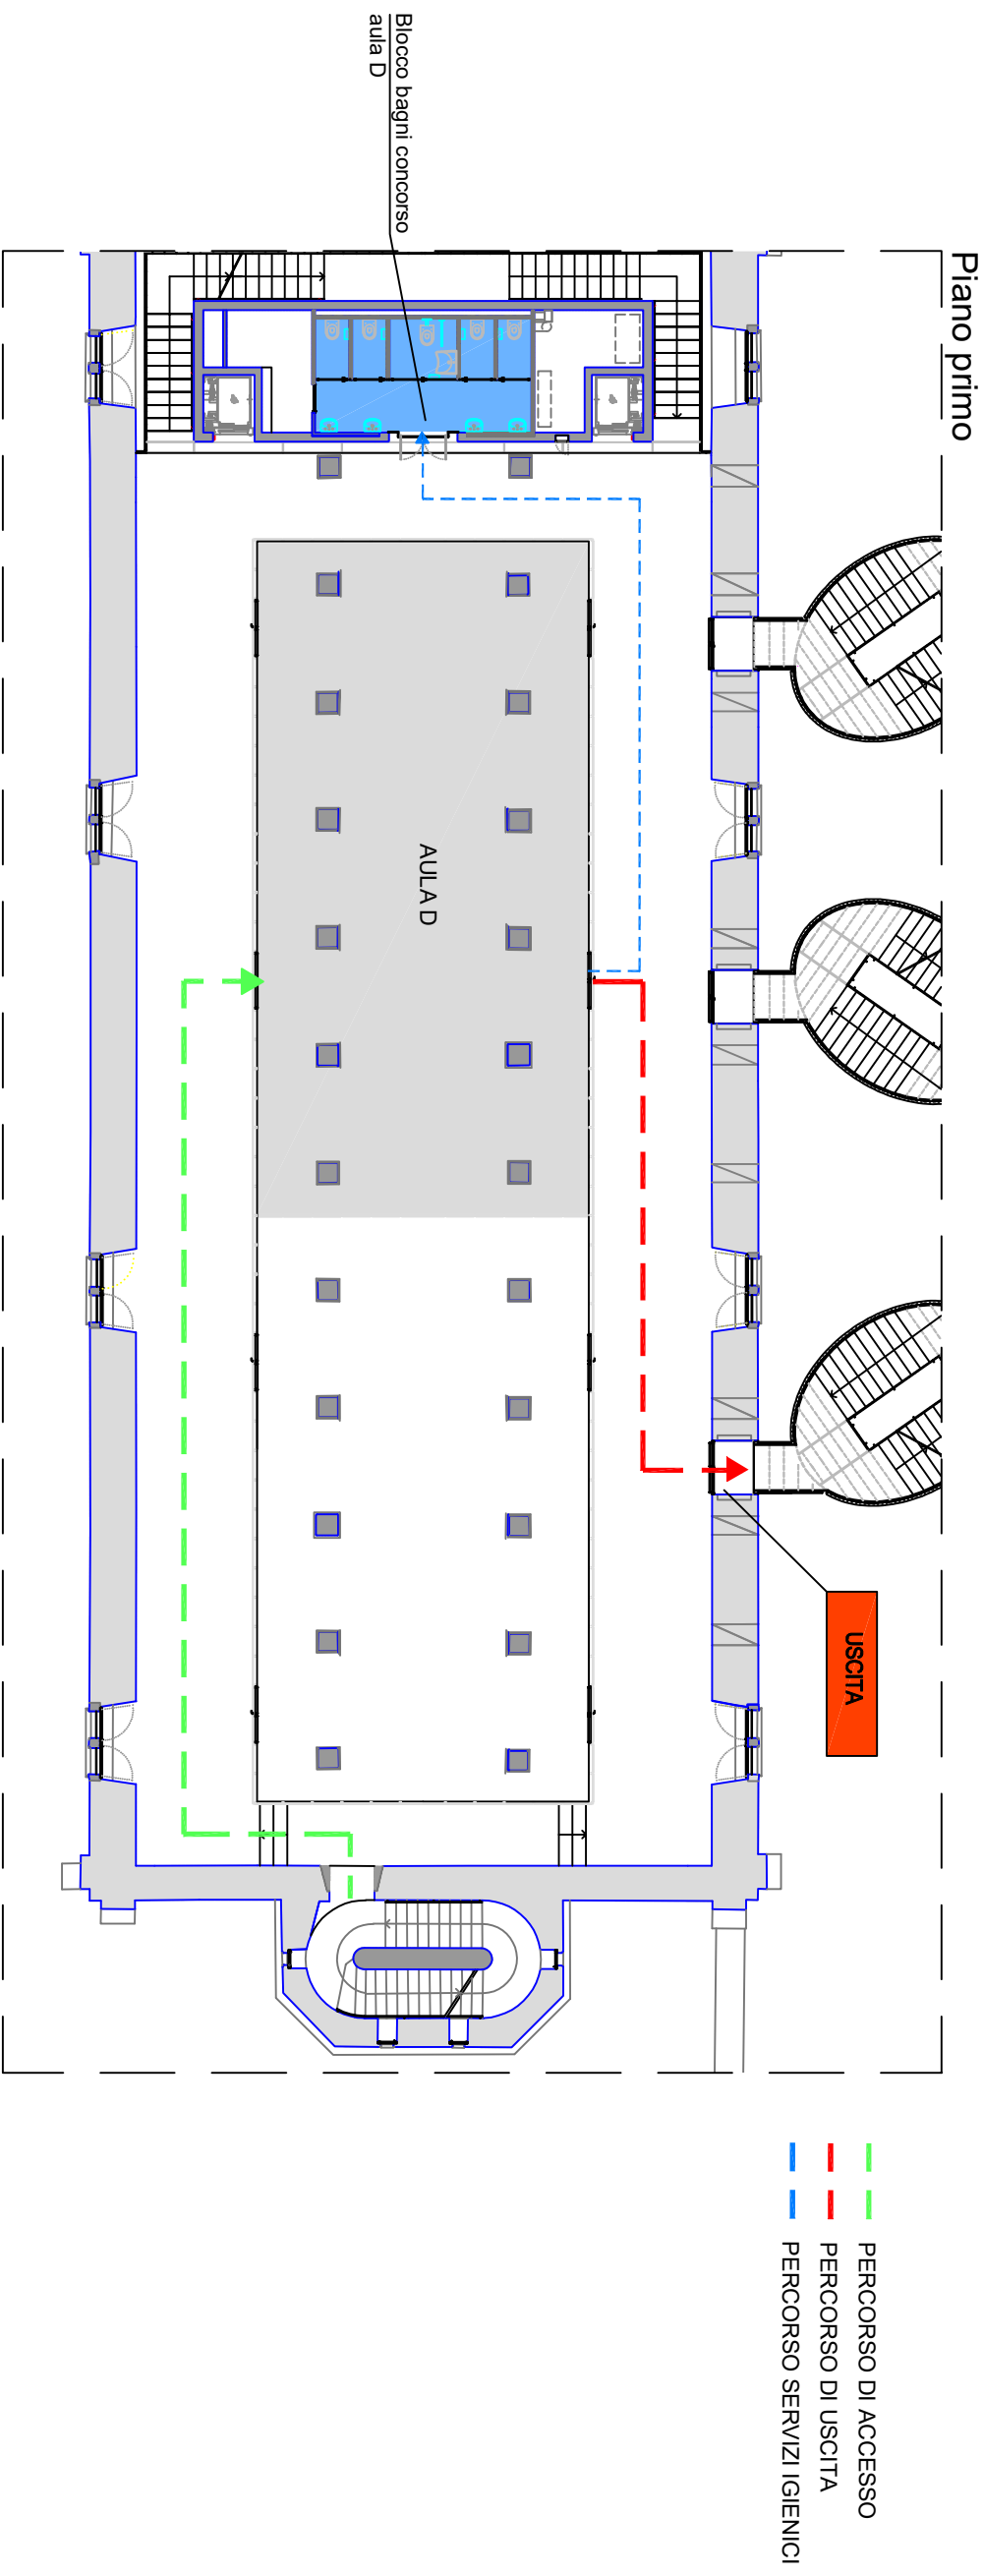 Piano primo
Blocco bagni concorso
aula D
AULA D
USCITA
PERCORSO DI ACCESSO
PERCORSO DI USCITA
PERCORSO SERVIZI IGIENICI